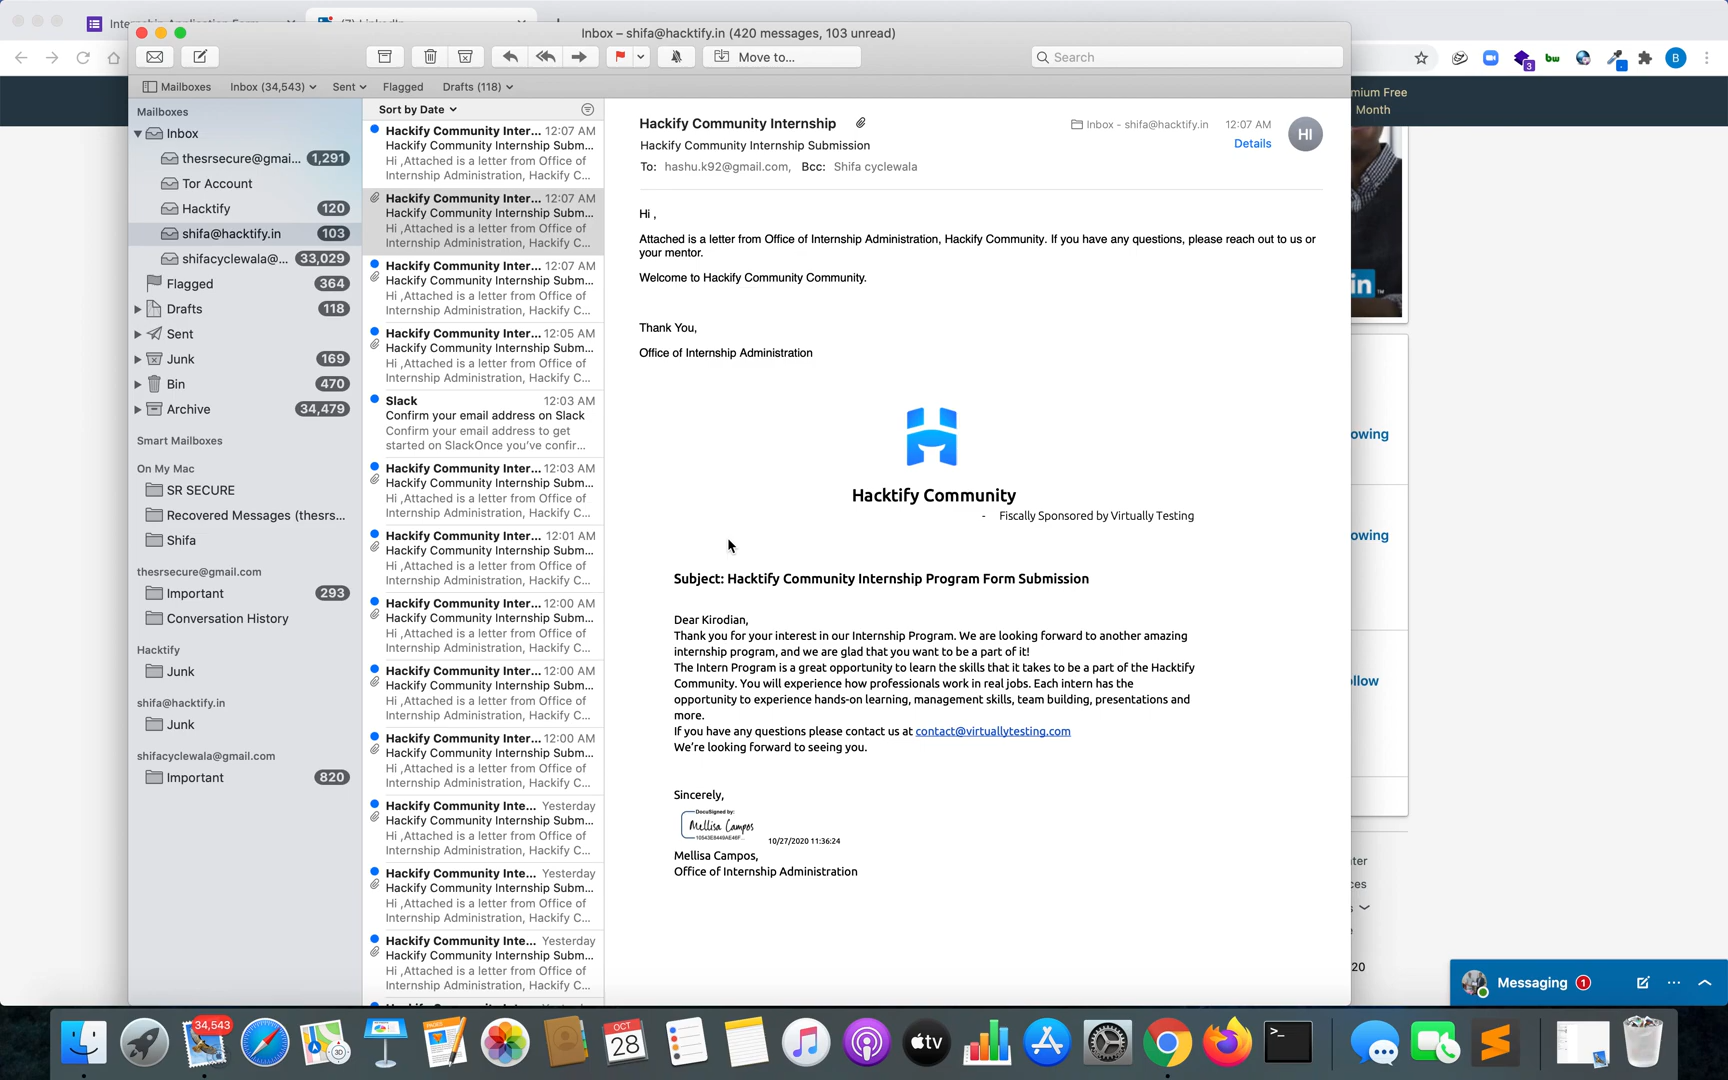 Inbox – shifa@hacktify.in (420 messages, 103 unread)
Move to...
Search
Mailboxes
Inbox (34,543)
Sent
Flagged
Drafts (118)
Mailboxes
Inbox
thesrsecure@gmai... 1,291
Tor Account
Hacktify 120
shifa@hacktify.in 103
shifacyclewala@... 33,029
Flagged 364
Drafts 118
Sent
Junk 169
Bin 470
Archive 34,479
Smart Mailboxes
On My Mac
SR SECURE
Recovered Messages (thesrs...
Shifa
thesrsecure@gmail.com
Important 293
Conversation History
Hacktify
Junk
shifa@hacktify.in
Junk
shifacyclewala@gmail.com
Important 820
Sort by Date
Hackify Community Inter... 12:07 AM
Hackify Community Internship Subm...
Hi ,Attached is a letter from Office of
Internship Administration, Hackify C...
Hackify Community Inter... 12:07 AM
Hackify Community Internship Subm...
Hi ,Attached is a letter from Office of
Internship Administration, Hackify C...
Hackify Community Inter... 12:07 AM
Hackify Community Internship Subm...
Hi ,Attached is a letter from Office of
Internship Administration, Hackify C...
Hackify Community Inter... 12:05 AM
Hackify Community Internship Subm...
Hi ,Attached is a letter from Office of
Internship Administration, Hackify C...
Slack 12:03 AM
Confirm your email address on Slack
Confirm your email address to get
started on SlackOnce you've confir...
Hackify Community Inter... 12:03 AM
Hackify Community Internship Subm...
Hi ,Attached is a letter from Office of
Internship Administration, Hackify C...
Hackify Community Inter... 12:01 AM
Hackify Community Internship Subm...
Hi ,Attached is a letter from Office of
Internship Administration, Hackify C...
Hackify Community Inter... 12:00 AM
Hackify Community Internship Subm...
Hi ,Attached is a letter from Office of
Internship Administration, Hackify C...
Hackify Community Inter... 12:00 AM
Hackify Community Internship Subm...
Hi ,Attached is a letter from Office of
Internship Administration, Hackify C...
Hackify Community Inter... 12:00 AM
Hackify Community Internship Subm...
Hi ,Attached is a letter from Office of
Internship Administration, Hackify C...
Hackify Community Inte... Yesterday
Hackify Community Internship Subm...
Hi ,Attached is a letter from Office of
Internship Administration, Hackify C...
Hackify Community Inte... Yesterday
Hackify Community Internship Subm...
Hi ,Attached is a letter from Office of
Internship Administration, Hackify C...
Hackify Community Inte... Yesterday
Hackify Community Internship Subm...
Hi ,Attached is a letter from Office of
Internship Administration, Hackify C...
Hackify Community Internship
Inbox - shifa@hacktify.in 12:07 AM
HI
Hackify Community Internship Submission
Details
To: hashu.k92@gmail.com, Bcc: Shifa cyclewala
Hi ,
Attached is a letter from Office of Internship Administration, Hackify Community. If you have any questions, please reach out to us or
your mentor.
Welcome to Hackify Community Community.
Thank You,
Office of Internship Administration
Hacktify Community
- Fiscally Sponsored by Virtually Testing
Subject: Hacktify Community Internship Program Form Submission
Dear Kirodian,
Thank you for your interest in our Internship Program. We are looking forward to another amazing
internship program, and we are glad that you want to be a part of it!
The Intern Program is a great opportunity to learn the skills that it takes to be a part of the Hacktify
Community. You will experience how professionals work in real jobs. Each intern has the
opportunity to experience hands-on learning, management skills, team building, presentations and
more.
If you have any questions please contact us at contact@virtuallytesting.com
We're looking forward to seeing you.
Sincerely,
DocuSigned by:
Mellisa Campos
10/27/2020 11:36:24
Mellisa Campos,
Office of Internship Administration
3
bw
B
mium Free
Month
in
owing
owing
llow
ter
ces
20
Messaging 1
34,543
3D
PAGES
OCT
28
tv